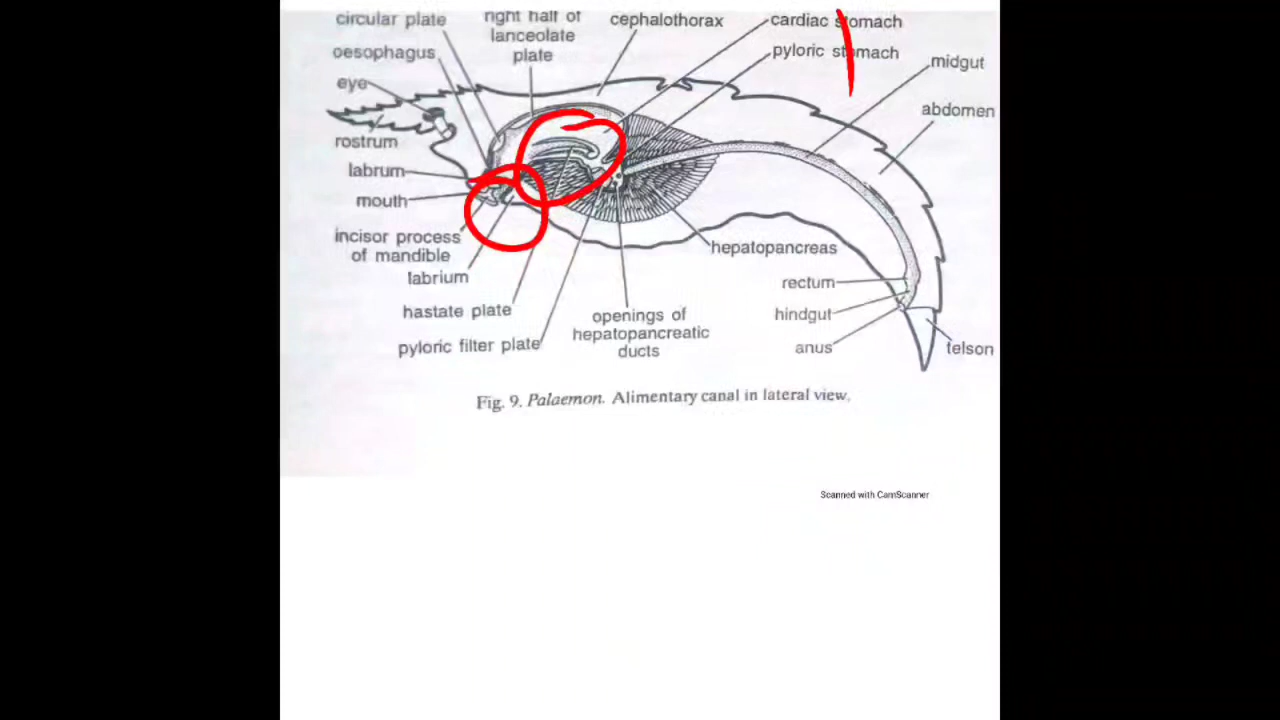 circular plate
right half of
lanceolate
plate
cephalothorax
cardiac stomach
oesophagus
pyloric stomach
midgut
eye
abdomen
rostrum
labrum
mouth
incisor process
of mandible
labrium
hepatopancreas
rectum
hastate plate
openings of
hepatopancreatic
ducts
hindgut
pyloric filter plate
anus
telson
Fig. 9. Palaemon. Alimentary canal in lateral view.
Scanned with CamScanner